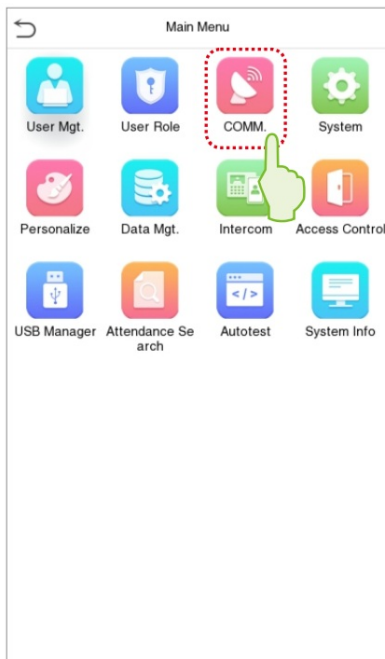 Main Menu
User Mgt.
User Role
COMM.
System
Personalize
Data Mgt.
Intercom
Access Control
USB Manager
Attendance Se
arch
Autotest
System Info